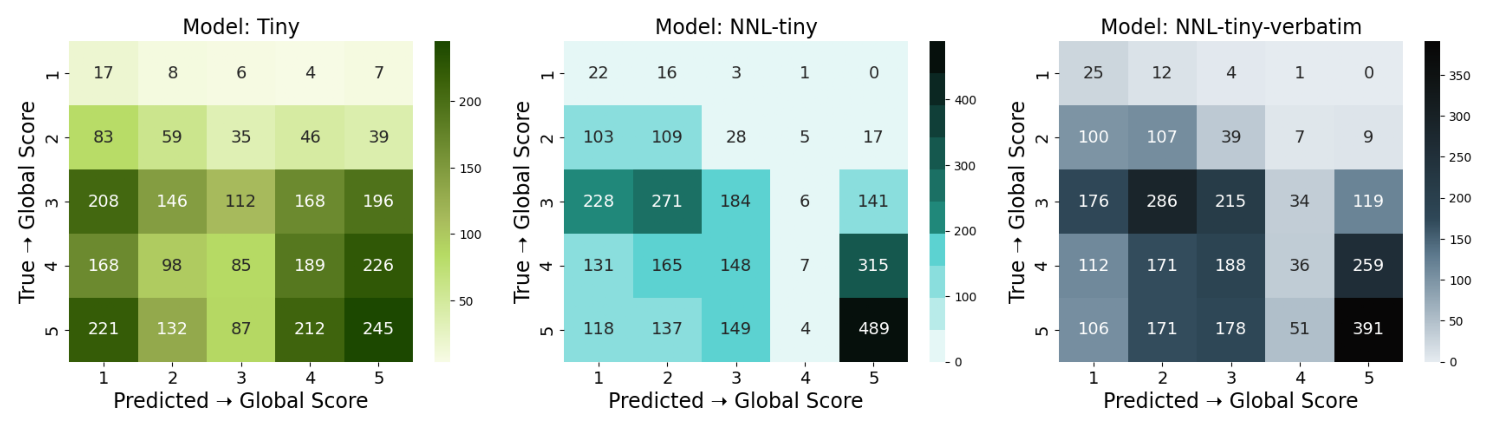 Model: Tiny
True → Global Score
1 17 8 6 4 7
2 83 59 35 46 39
3 208 146 112 168 196
4 168 98 85 189 226
5 221 132 87 212 245
1 2 3 4 5
Predicted → Global Score
200
150
100
50
Model: NNL-tiny
True → Global Score
1 22 16 3 1 0
2 103 109 28 5 17
3 228 271 184 6 141
4 131 165 148 7 315
5 118 137 149 4 489
1 2 3 4 5
Predicted → Global Score
400
300
200
100
0
Model: NNL-tiny-verbatim
True → Global Score
1 25 12 4 1 0
2 100 107 39 7 9
3 176 286 215 34 119
4 112 171 188 36 259
5 106 171 178 51 391
1 2 3 4 5
Predicted → Global Score
350
300
250
200
150
100
50
0